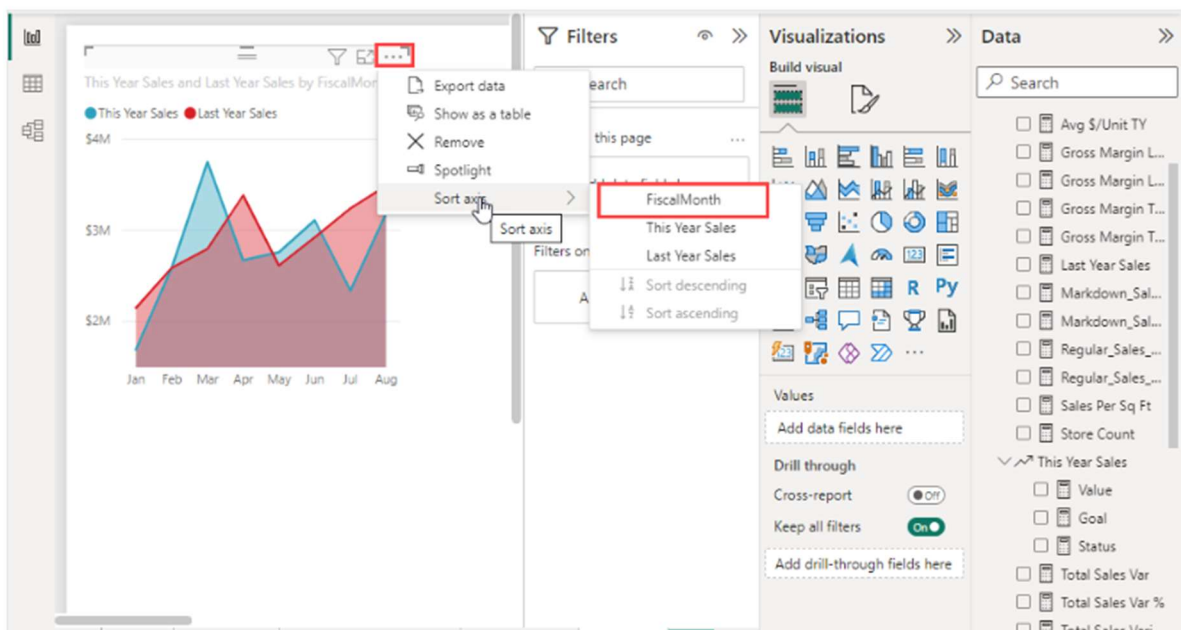 This Year Sales and Last Year Sales by FiscalMon
This Year Sales Last Year Sales
$4M
$3M
$2M
Jan Feb Mar Apr May Jun Jul Aug
Export data
Show as a table
Remove
Spotlight
Sort axis
Sort axis
FiscalMonth
This Year Sales
Last Year Sales
Sort descending
Sort ascending
Filters
earch
this page
...
Filters on
A
Visualizations
Build visual
123
R Py
123
...
Values
Add data fields here
Drill through
Cross-report
Off
Keep all filters
On
Add drill-through fields here
Data
Search
Avg $/Unit TY
Gross Margin L...
Gross Margin L...
Gross Margin T...
Gross Margin T...
Last Year Sales
Markdown_Sal...
Markdown_Sal...
Regular_Sales_...
Regular_Sales_...
Sales Per Sq Ft
Store Count
This Year Sales
Value
Goal
Status
Total Sales Var
Total Sales Var %